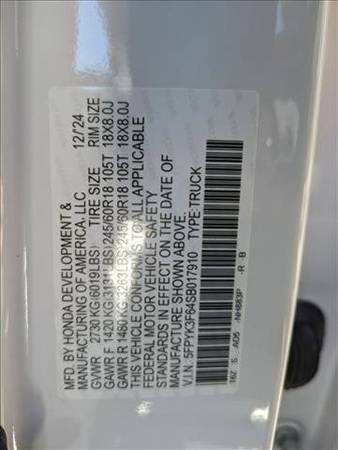 MFD. BY HONDA DEVELOPMENT &
MANUFACTURING OF AMERICA, LLC 12/'24
GVWR 2730 KG(6019LBS) TIRE SIZE RIM SIZE
GAWR F 1420 KG(3131LBS)245/60R18 105T 18X8.0J
GAWR R 1480 KG(3263LBS)245/60R18 105T 18X8.0J
THIS VEHICLE CONFORMS TO ALL APPLICABLE
FEDERAL MOTOR VEHICLE SAFETY
STANDARDS IN EFFECT ON THE DATE OF
MANUFACTURE SHOWN ABOVE.
V.I.N.: 5FPYK3F64SB017910
TYPE:TRUCK
T6Z S AD5 -NH883P -R -B